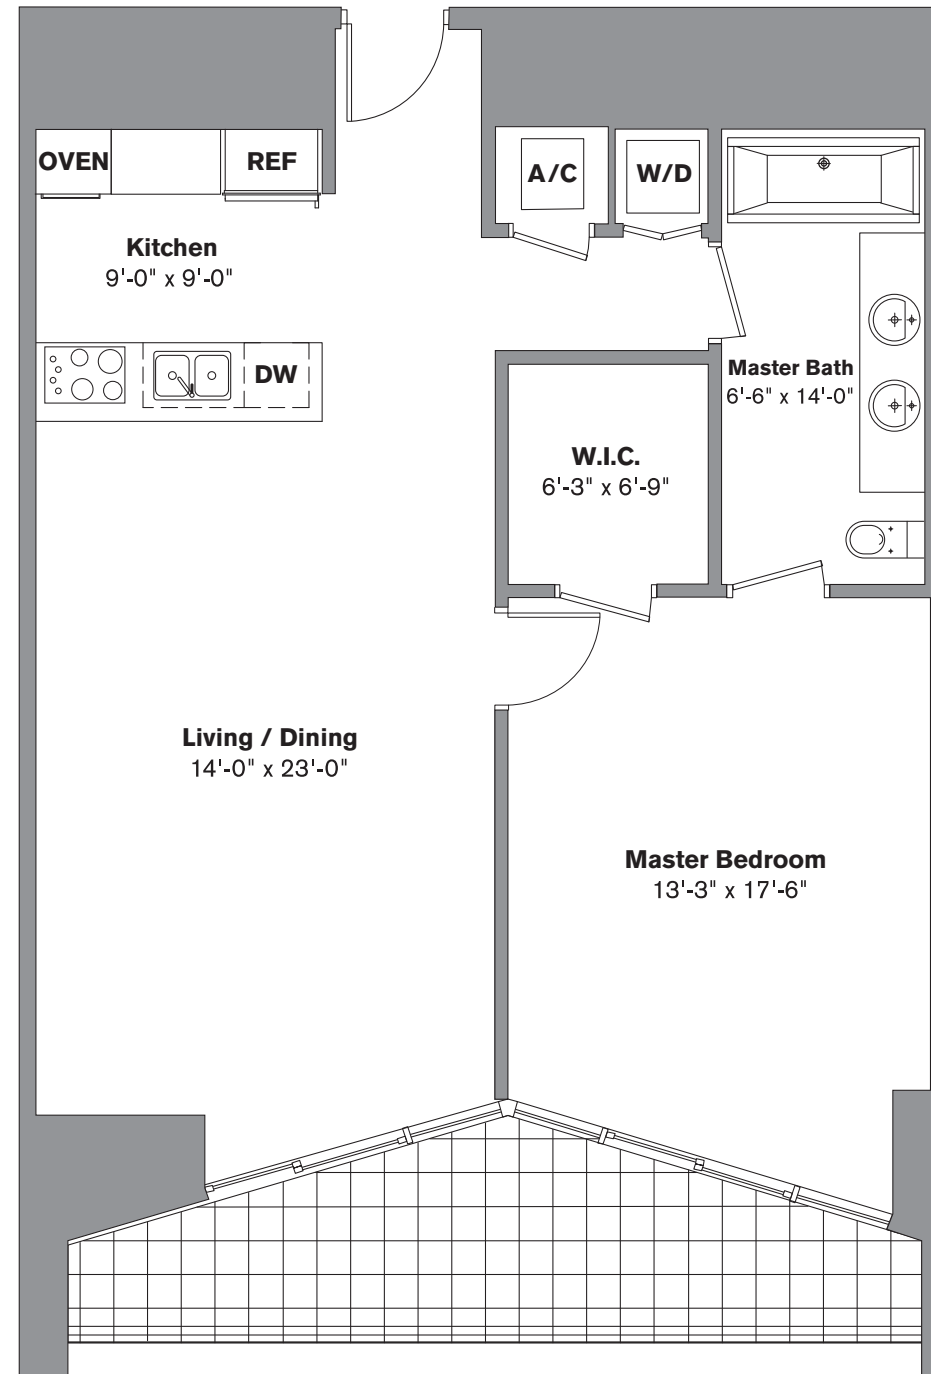 OVEN
REF
A/C
W/D
Kitchen
9'-0" x 9'-0"
DW
Master Bath
6'-6" x 14'-0"
W.I.C.
6'-3" x 6'-9"
Living / Dining
14'-0" x 23'-0"
Master Bedroom
13'-3" x 17'-6"